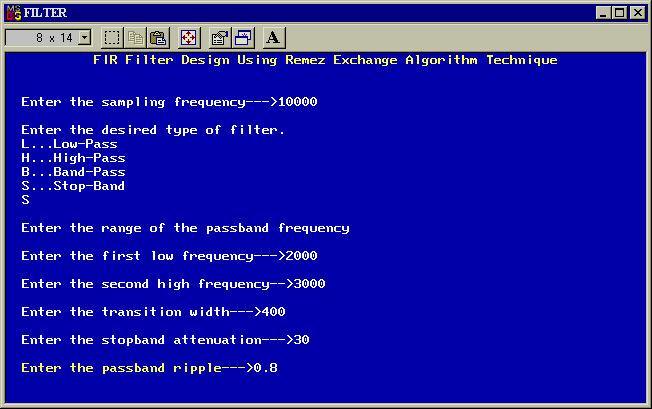 FILTER
8 x 14
A
FIR Filter Design Using Remez Exchange Algorithm Technique
Enter the sampling frequency--->10000
Enter the desired type of filter.
L...Low-Pass
H...High-Pass
B...Band-Pass
S...Stop-Band
S
Enter the range of the passband frequency
Enter the first low frequency--->2000
Enter the second high frequency-->3000
Enter the transition width--->400
Enter the stopband attenuation-->30
Enter the passband ripple--->0.8